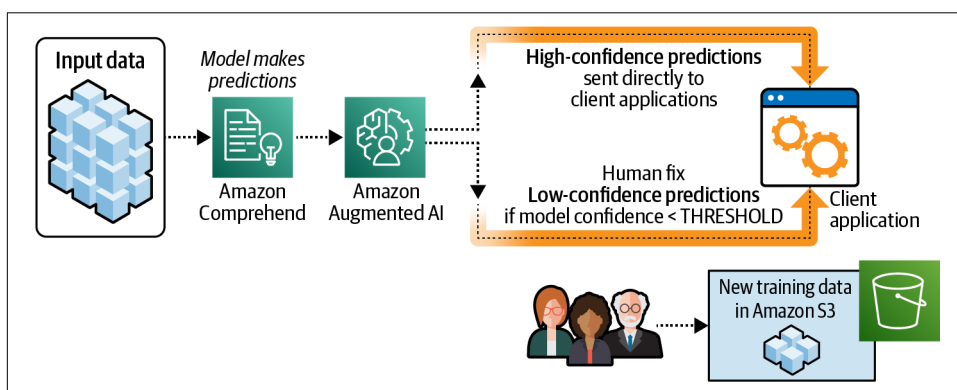 Input data
Model makes
predictions
Amazon
Comprehend
Amazon
Augmented AI
High-confidence predictions
sent directly to
client applications
Human fix
Low-confidence predictions
if model confidence < THRESHOLD
Client
application
New training data
in Amazon S3